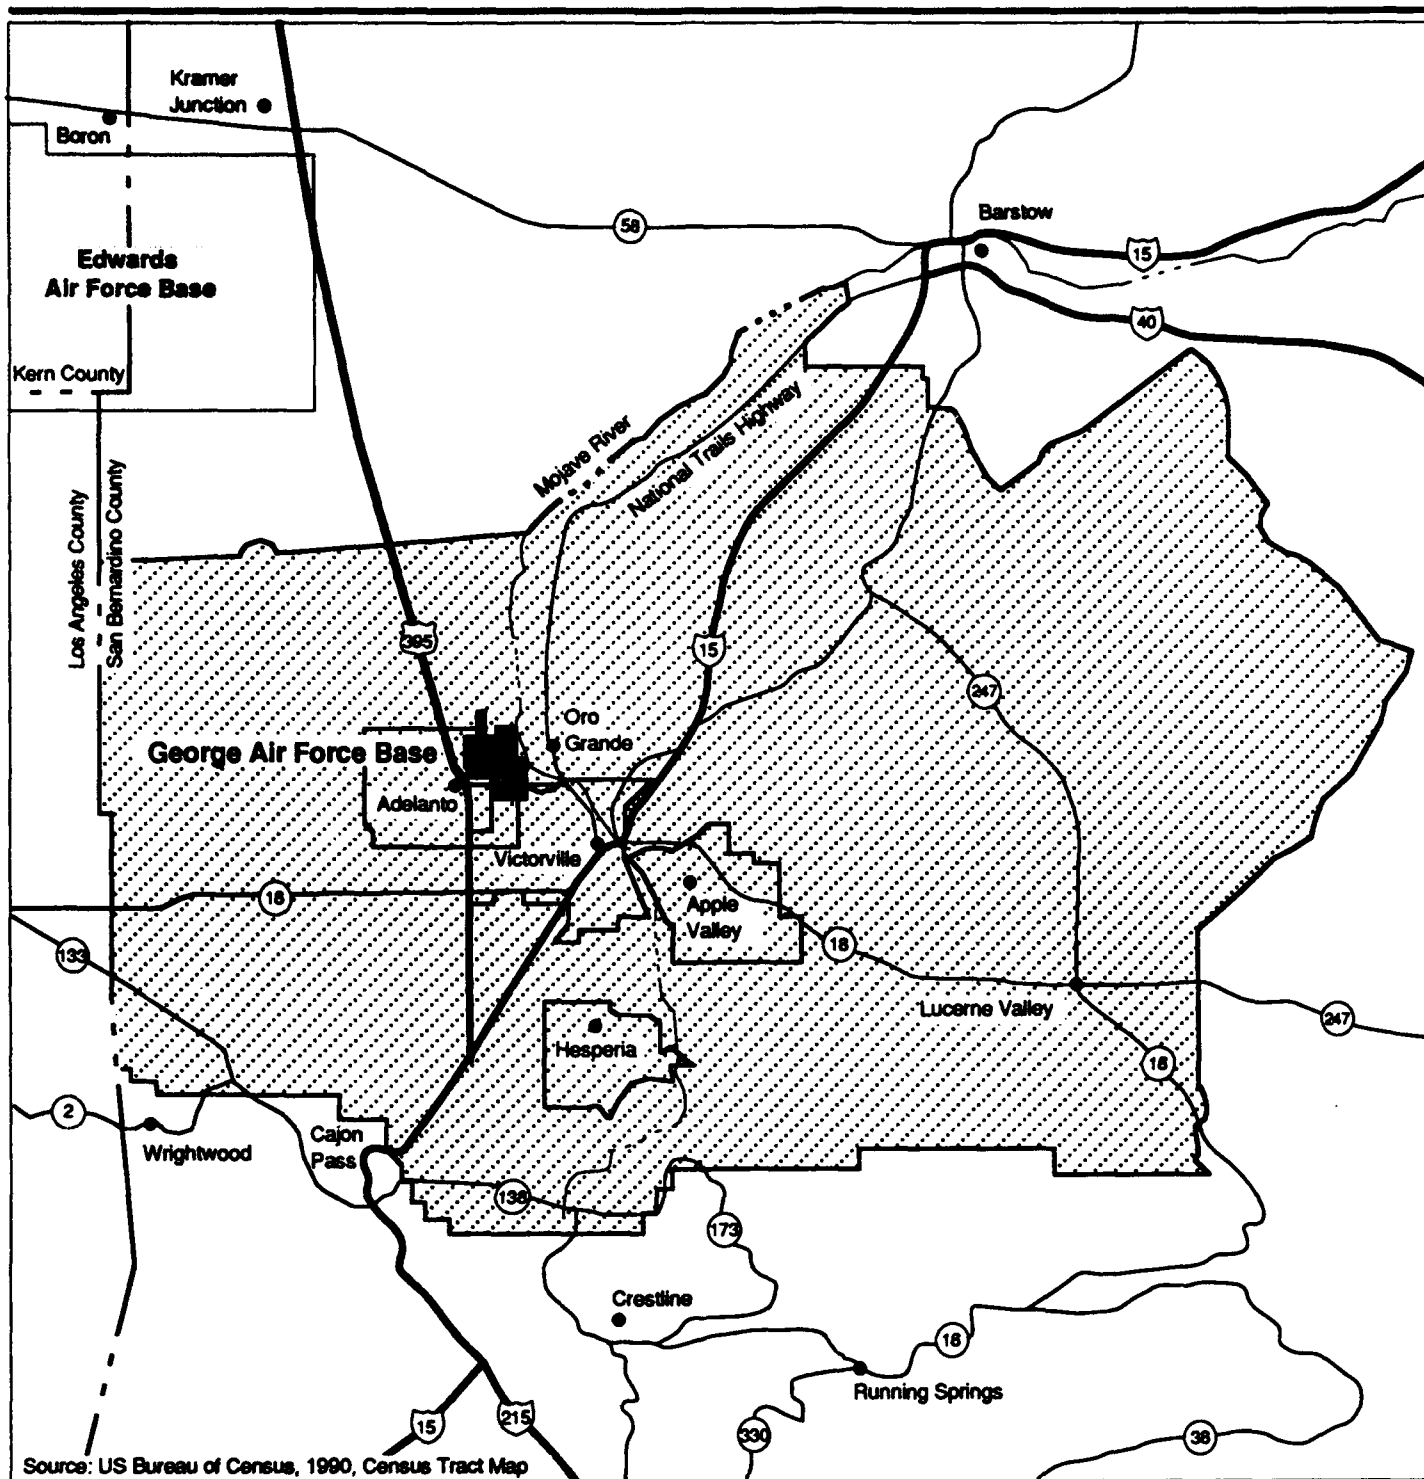 Kramer
Junction
Boron
58
Barstow
15
Edwards
Air Force Base
40
Kern County
Mojave River
National Trails Highway
Los Angeles County
San Bernardino County
395
15
247
Oro
Grande
George Air Force Base
Adelanto
Victorville
18
Apple
Valley
18
133
Lucerne Valley
247
Hesperia
18
2
Wrightwood
Cajon
Pass
138
173
Crestline
18
Running Springs
15
215
330
38
Source: US Bureau of Census, 1990, Census Tract Map